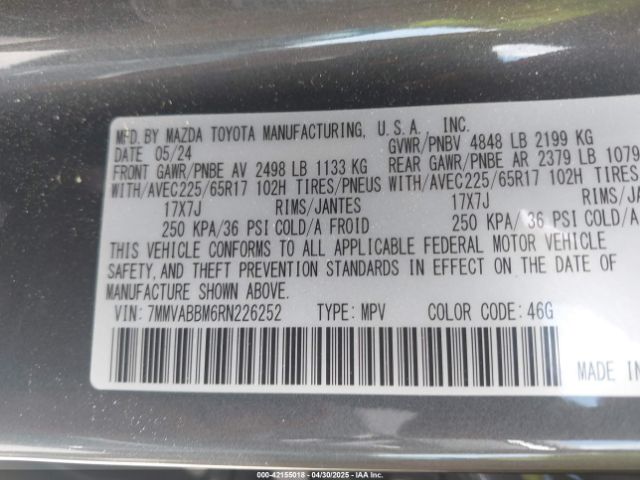 MFD.BY MAZDA TOYOTA MANUFACTURING, U.S.A. INC.
DATE 05/24 GVWR/PNBV 4848 LB 2199 KG
FRONT GAWR/PNBE AV 2498 LB 1133 KG REAR GAWR/PNBE AR 2379 LB 1079
WITH/AVEC225/65R17 102H TIRES/PNEUS WITH/AVEC225/65R17 102H TIRES/
17X7J RIMS/JANTES 17X7J RIMS/J
250 KPA/36 PSI COLD/A FROID 250 KPA/ 36 PSI COLD/A
THIS VEHICLE CONFORMS TO ALL APPLICABLE FEDERAL MOTOR VEHICLE
SAFETY,AND THEFT PREVENTION STANDARDS IN EFFECT ON THE DATE OF
MANUFACTURE SHOWN ABOVE.
VIN: 7MMVABBM6RN226252 TYPE: MPV COLOR CODE: 46G
MADE IN
000-42155018 - 04/30/2025 - IAA Inc.